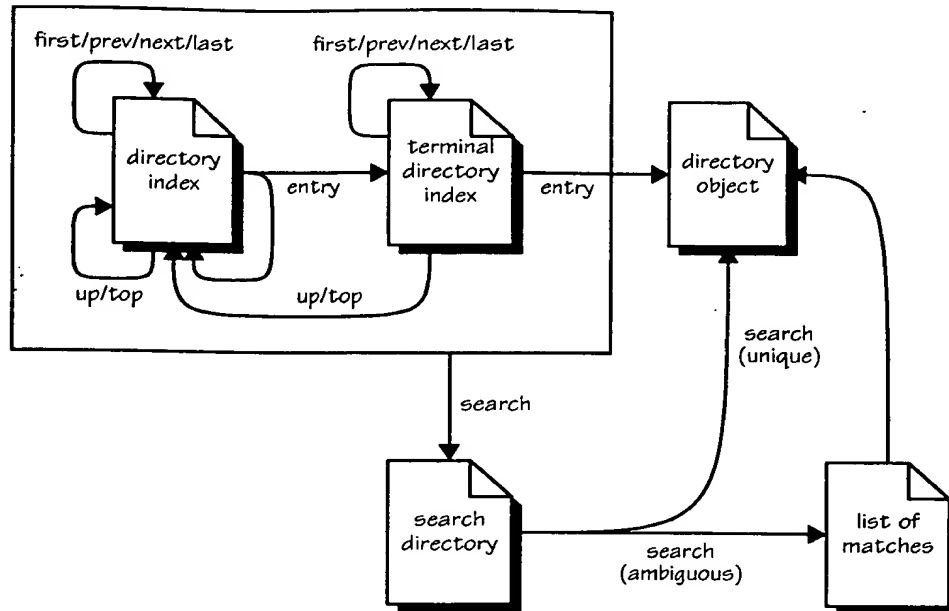 first/prev/next/last
first/prev/next/last
directory
index
entry
terminal
directory
index
entry
directory
object
up/top
up/top
search
(unique)
search
search
directory
search
(ambiguous)
list of
matches